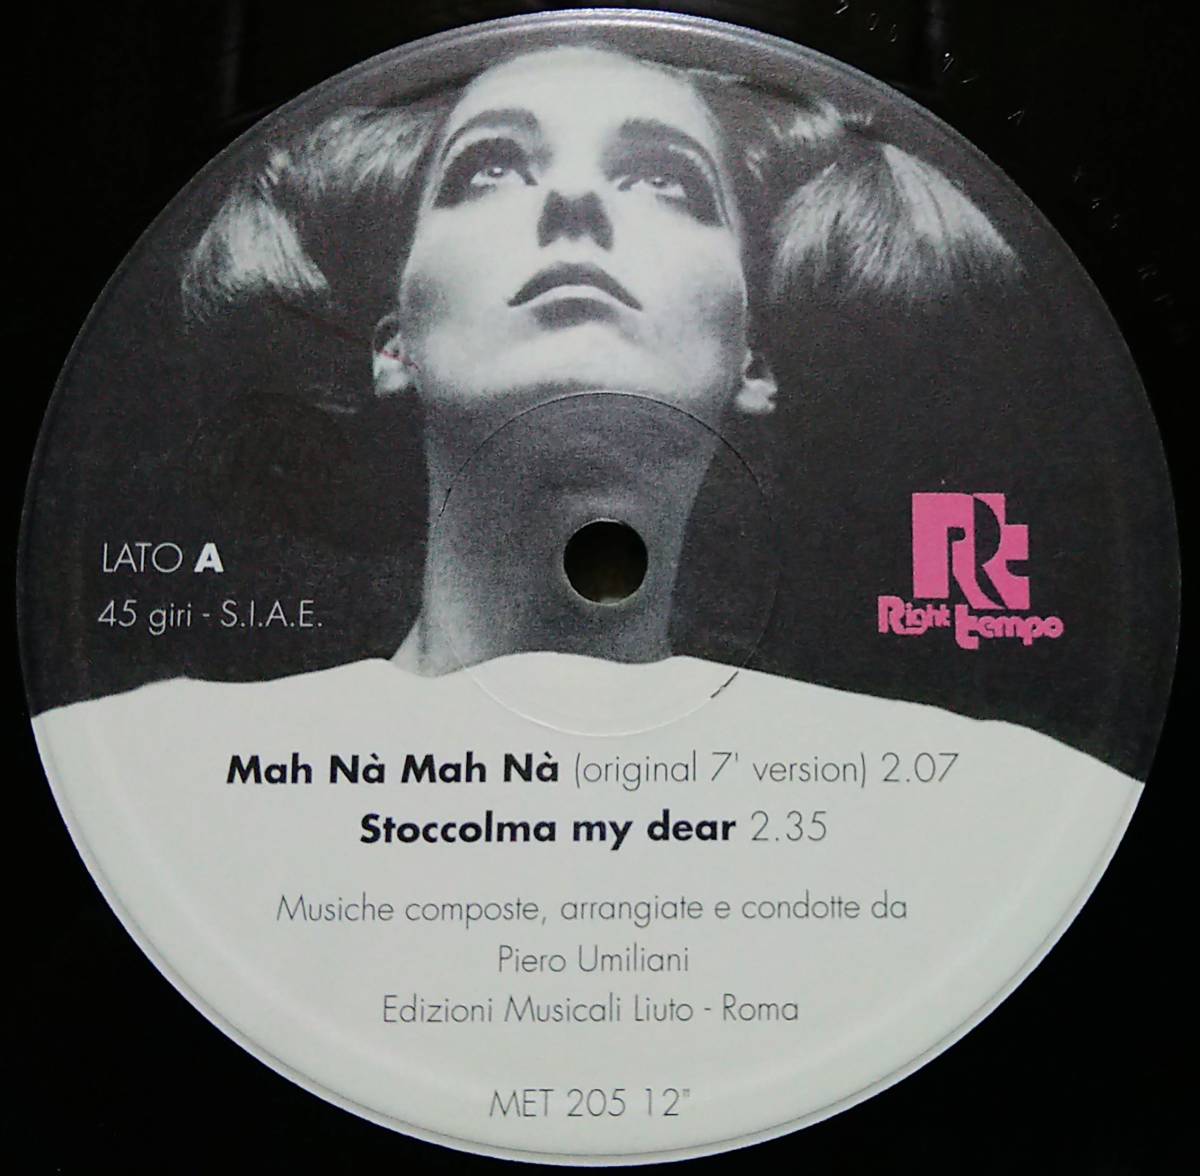 LATO A
45 giri - S.I.A.E.
Rt
Right tempo
Mah Nà Mah Nà (original 7' version) 2.07
Stoccolma my dear 2.35
Musiche composte, arrangiate e condotte da
Piero Umiliani
Edizioni Musicali Liuto - Roma
MET 205 12"